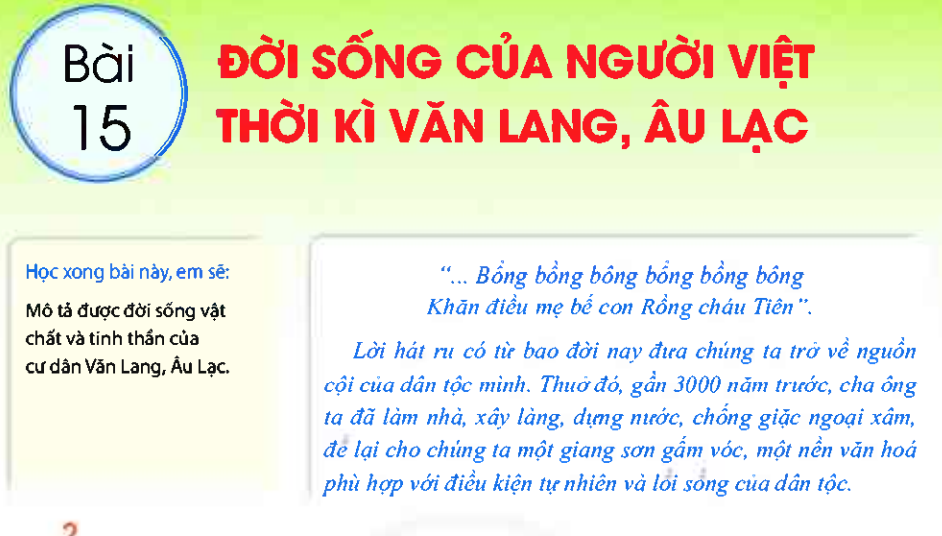 Bài
15
ĐỜI SỐNG CỦA NGƯỜI VIỆT
THỜI KÌ VĂN LANG, ÂU LẠC
Học xong bài này, em sẽ:
Mô tả được đời sống vật
chất và tinh thần của
cư dân Văn Lang, Âu Lạc.
“... Bồng bồng bông bồng bồng bông
Khăn điều mẹ bế con Rồng cháu Tiên”.
Lời hát ru có từ bao đời nay đưa chúng ta trở về nguồn
cội của dân tộc mình. Thuở đó, gần 3000 năm trước, cha ông
ta đã làm nhà, xây làng, dựng nước, chống giặc ngoại xâm,
để lại cho chúng ta một giang sơn gấm vóc, một nền văn hoá
phù hợp với điều kiện tự nhiên và lối sống của dân tộc.